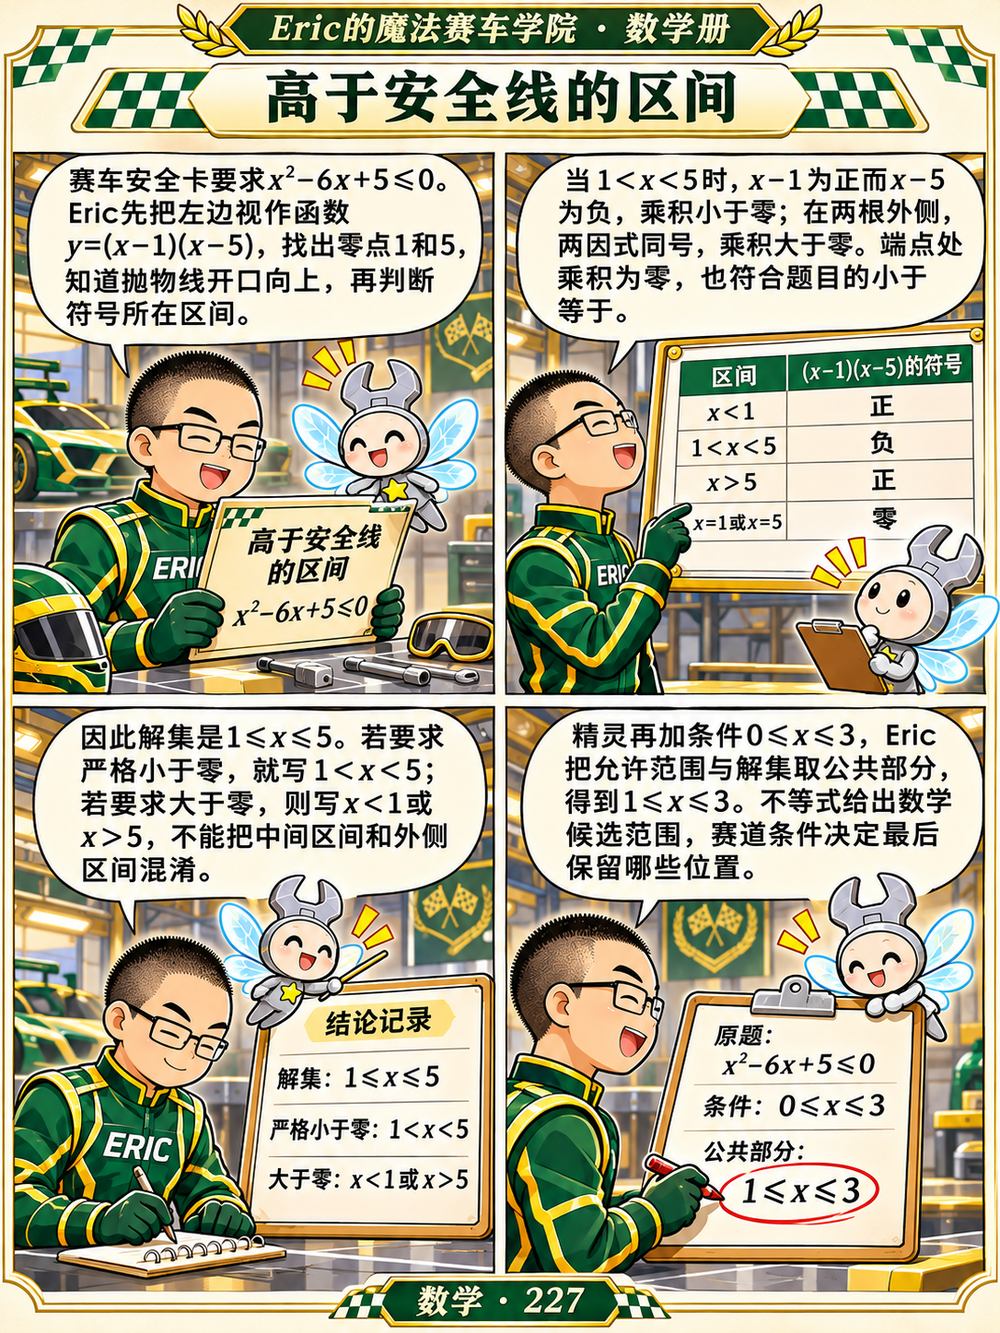 Eric的魔法赛车学院 · 数学册
高于安全线的区间
赛车安全卡要求x²−6x+5⩽0。
Eric先把左边视作函数
y=(x−1)(x−5)，找出零点1和5，
知道抛物线开口向上，再判断
符号所在区间。
ERIC
高于安全线
的区间
x²−6x+5⩽0
当1<x<5时，x−1为正而x−5
为负，乘积小于零；在两根外侧，
两因式同号，乘积大于零。端点处
乘积为零，也符合题目的小于
等于。
区间 (x−1)(x−5)的符号
x<1 正
1<x<5 负
x>5 正
x=1或x=5 零
ERIC
因此解集是1⩽x⩽5。若要求
严格小于零，就写1<x<5；
若要求大于零，则写x<1或
x>5，不能把中间区间和外侧
区间混淆。
结论记录
解集：1⩽x⩽5
严格小于零：1<x<5
大于零：x<1或x>5
ERIC
精灵再加条件0⩽x⩽3，Eric
把允许范围与解集取公共部分，
得到1⩽x⩽3。不等式给出数学
候选范围，赛道条件决定最后
保留哪些位置。
原题：
x²−6x+5⩽0
条件：0⩽x⩽3
公共部分：
1⩽x⩽3
数学 · 227